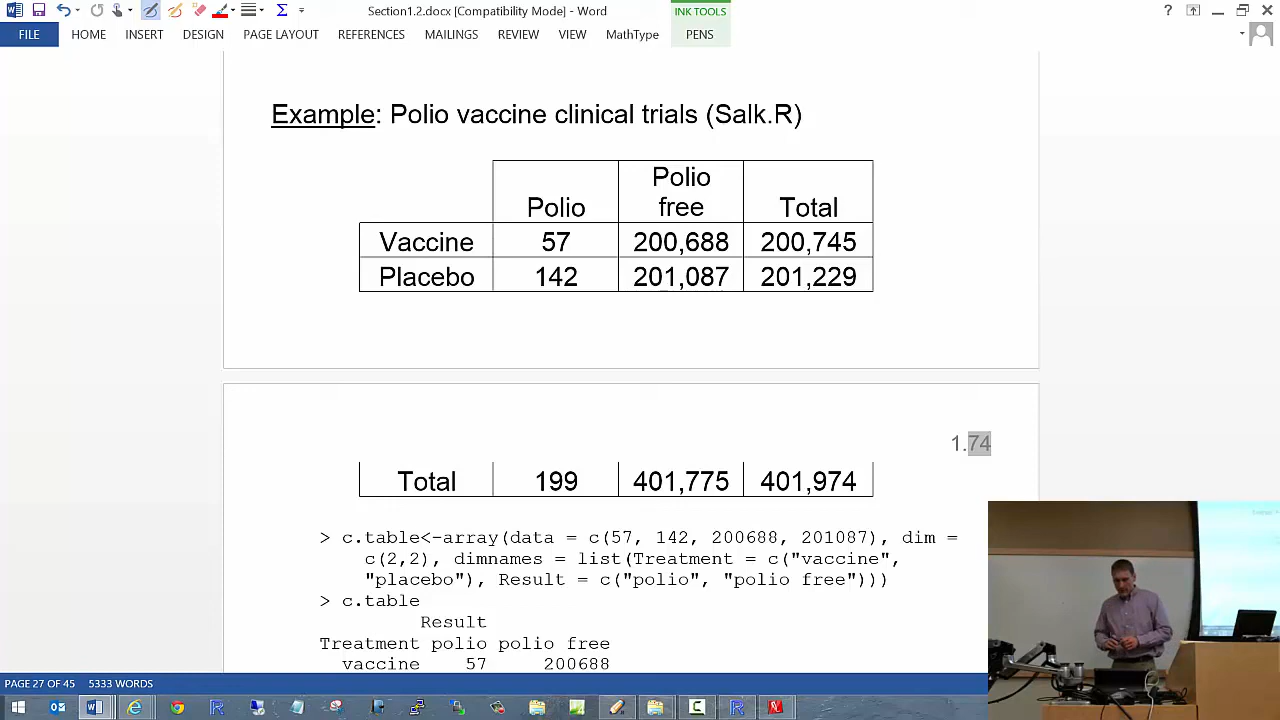 Section1.2.docx [Compatibility Mode] - Word
INK TOOLS
FILE HOME INSERT DESIGN PAGE LAYOUT REFERENCES MAILINGS REVIEW VIEW MathType PENS
Example: Polio vaccine clinical trials (Salk.R)
Polio Polio free Total
Vaccine 57 200,688 200,745
Placebo 142 201,087 201,229
1.74
Total 199 401,775 401,974
> c.table<-array(data = c(57, 142, 200688, 201087), dim =
c(2,2), dimnames = list(Treatment = c("vaccine",
"placebo"), Result = c("polio", "polio free")))
> c.table
Result
Treatment polio polio free
vaccine 57 200688
PAGE 27 OF 45 5333 WORDS